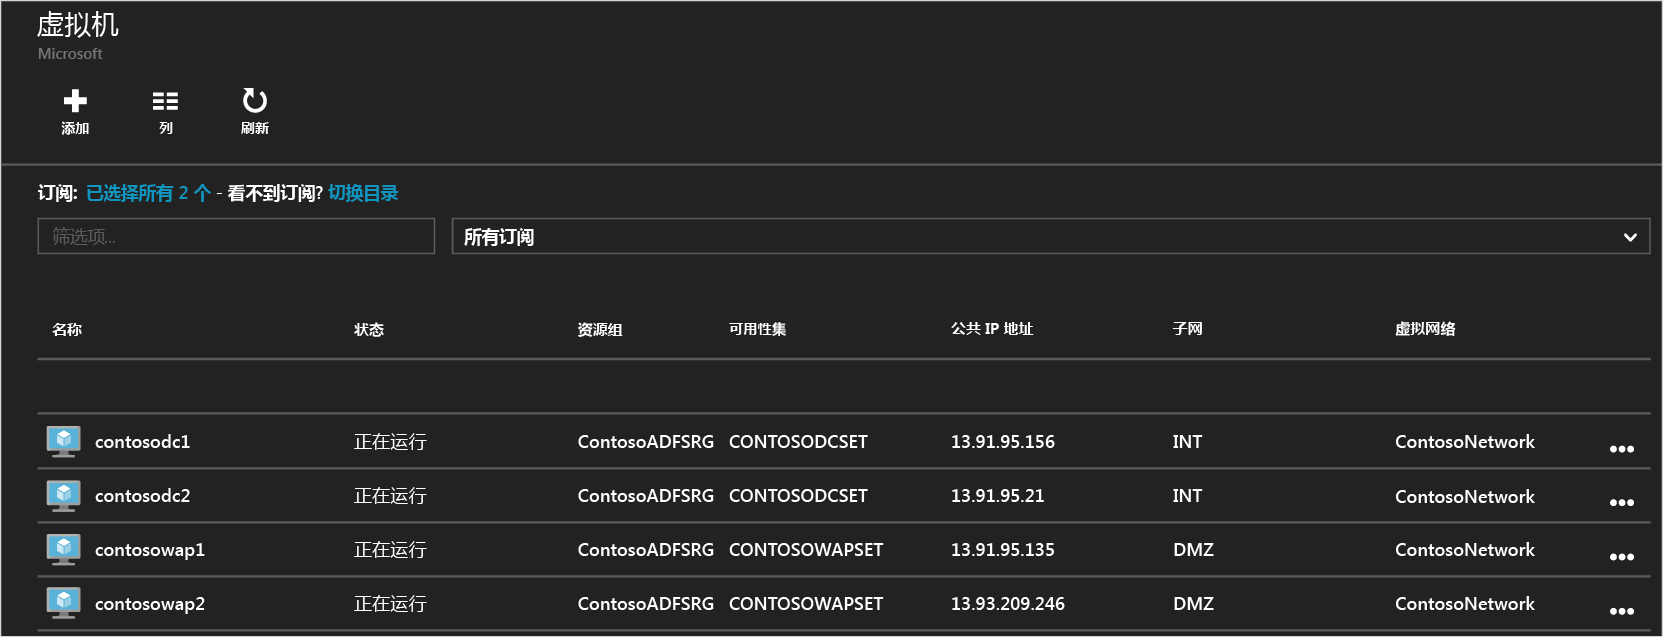 虚拟机
Microsoft
添加 列 刷新
订阅: 已选择所有 2 个 - 看不到订阅? 切换目录
筛选项... 所有订阅
名称 状态 资源组 可用性集 公共 IP 地址 子网 虚拟网络
contosodc1 正在运行 ContosoADFSRG CONTOSODCSET 13.91.95.156 INT ContosoNetwork
contosodc2 正在运行 ContosoADFSRG CONTOSODCSET 13.91.95.21 INT ContosoNetwork
contosowap1 正在运行 ContosoADFSRG CONTOSOWAPSET 13.91.95.135 DMZ ContosoNetwork
contosowap2 正在运行 ContosoADFSRG CONTOSOWAPSET 13.93.209.246 DMZ ContosoNetwork